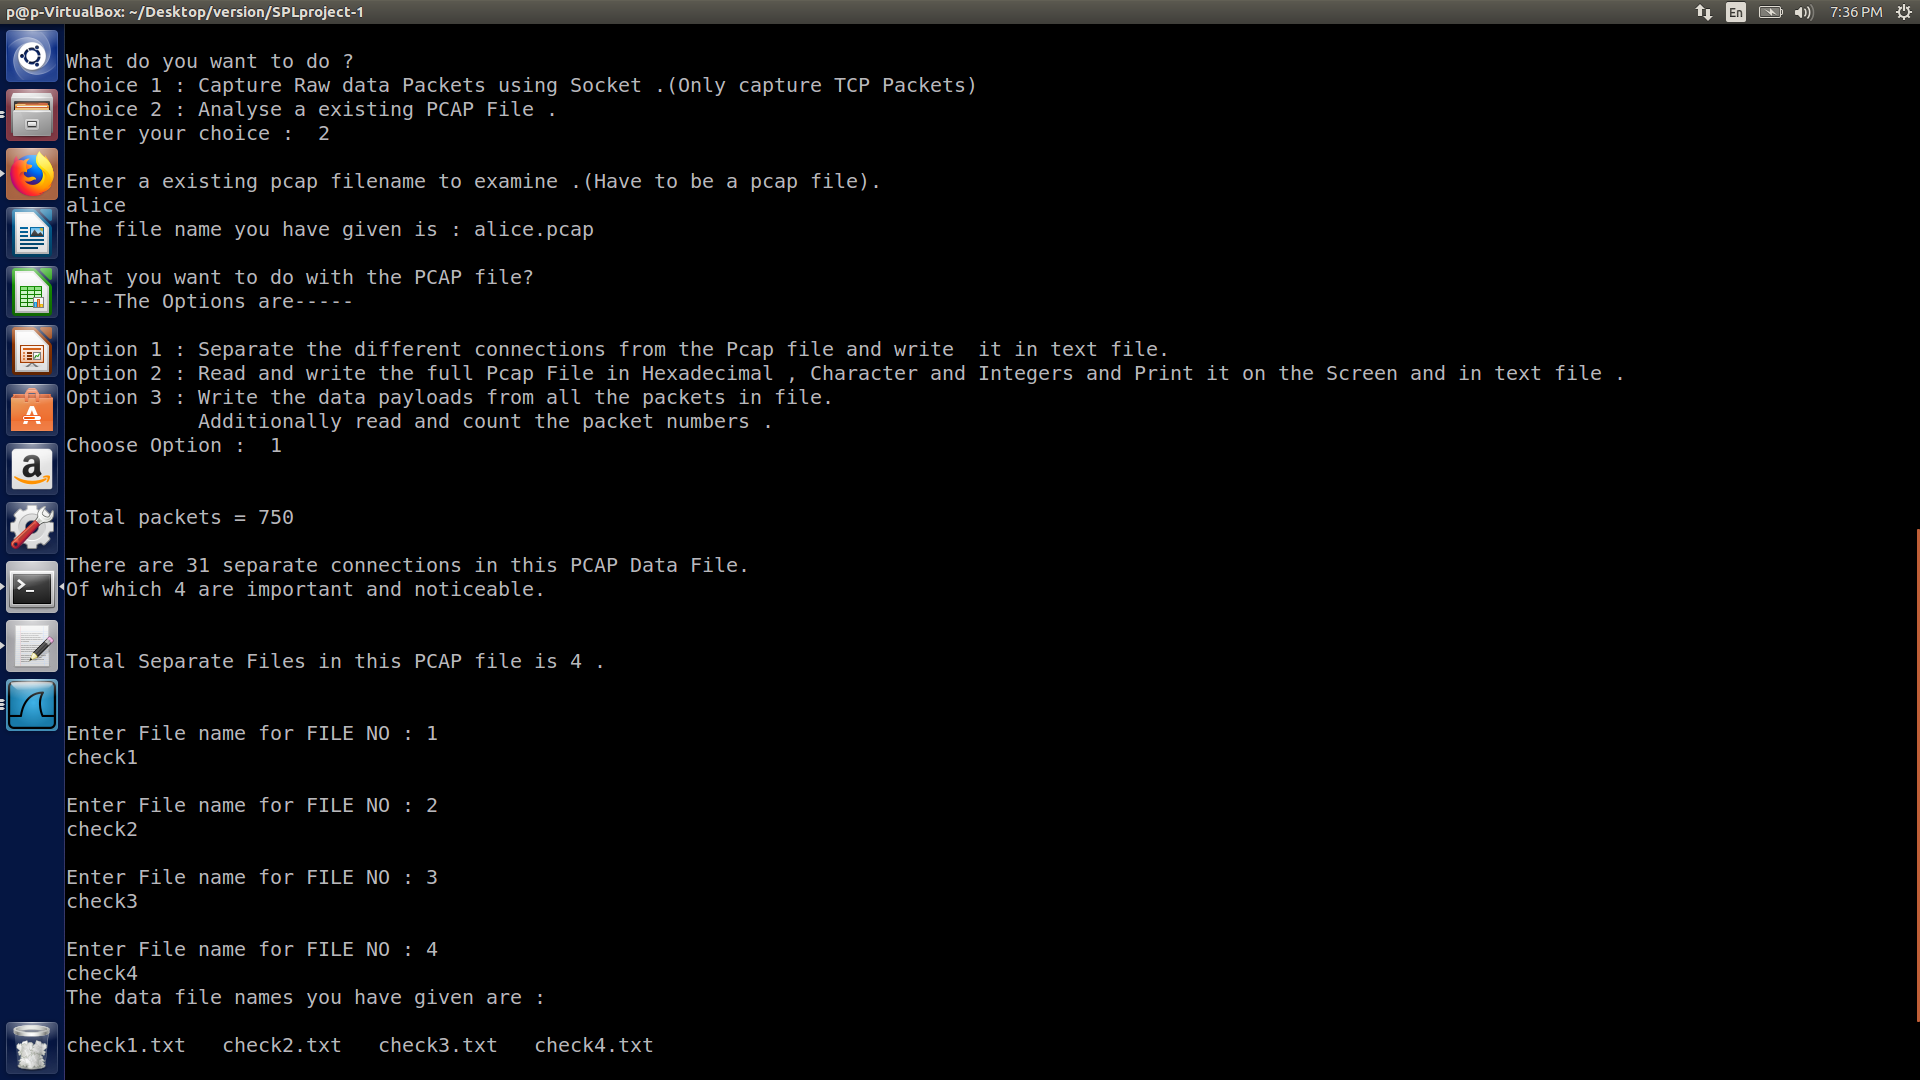 p@p-VirtualBox: ~/Desktop/version/SPLproject-1
En
7:36 PM
What do you want to do ?
Choice 1 : Capture Raw data Packets using Socket .(Only capture TCP Packets)
Choice 2 : Analyse a existing PCAP File .
Enter your choice :  2
Enter a existing pcap filename to examine .(Have to be a pcap file).
alice
The file name you have given is : alice.pcap
What you want to do with the PCAP file?
----The Options are-----
Option 1 : Separate the different connections from the Pcap file and write  it in text file.
Option 2 : Read and write the full Pcap File in Hexadecimal , Character and Integers and Print it on the Screen and in text file .
Option 3 : Write the data payloads from all the packets in file.
Additionally read and count the packet numbers .
Choose Option :  1
Total packets = 750
There are 31 separate connections in this PCAP Data File.
Of which 4 are important and noticeable.
Total Separate Files in this PCAP file is 4 .
Enter File name for FILE NO : 1
check1
Enter File name for FILE NO : 2
check2
Enter File name for FILE NO : 3
check3
Enter File name for FILE NO : 4
check4
The data file names you have given are :
check1.txt   check2.txt   check3.txt   check4.txt